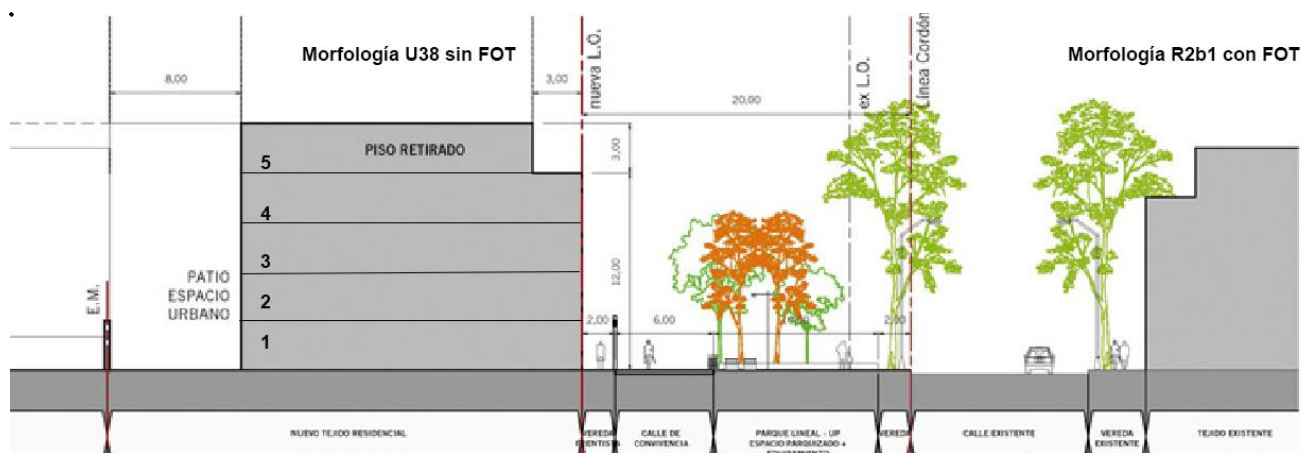 Morfología U38 sin FOT
Morfología R2b1 con FOT
nueva L.O.
ex L.O.
Línea Cordón
8,00
3,00
20,00
PISO RETIRADO
3,00
5
4
3
2
1
12,00
PATIO
ESPACIO
URBANO
E.M.
2,00
6,00
2,00
NUEVO TEJIDO RESIDENCIAL
VEREDA
FRENTISTA
CALLE DE
CONVIVENCIA
PARQUE LINEAL - UP
ESPACIO PARQUIZADO +
EQUIPAMIENTO
VEREDA
CALLE EXISTENTE
VEREDA
EXISTENTE
TEJIDO EXISTENTE